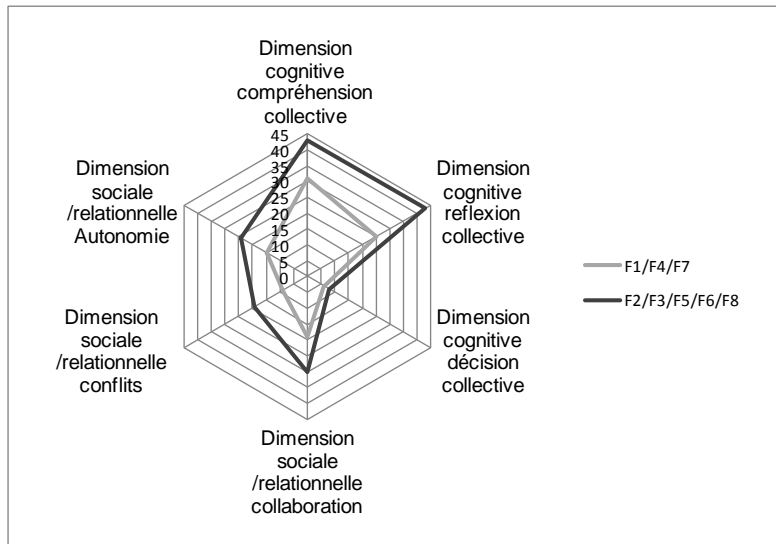 Dimension
cognitive
compréhension
collective
45
40
35
30
25
20
15
10
5
0
Dimension
cognitive
reflexion
collective
Dimension
cognitive
décision
collective
Dimension
sociale
/relationnelle
collaboration
Dimension
sociale
/relationnelle
conflits
Dimension
sociale
/relationnelle
Autonomie
F1/F4/F7
F2/F3/F5/F6/F8